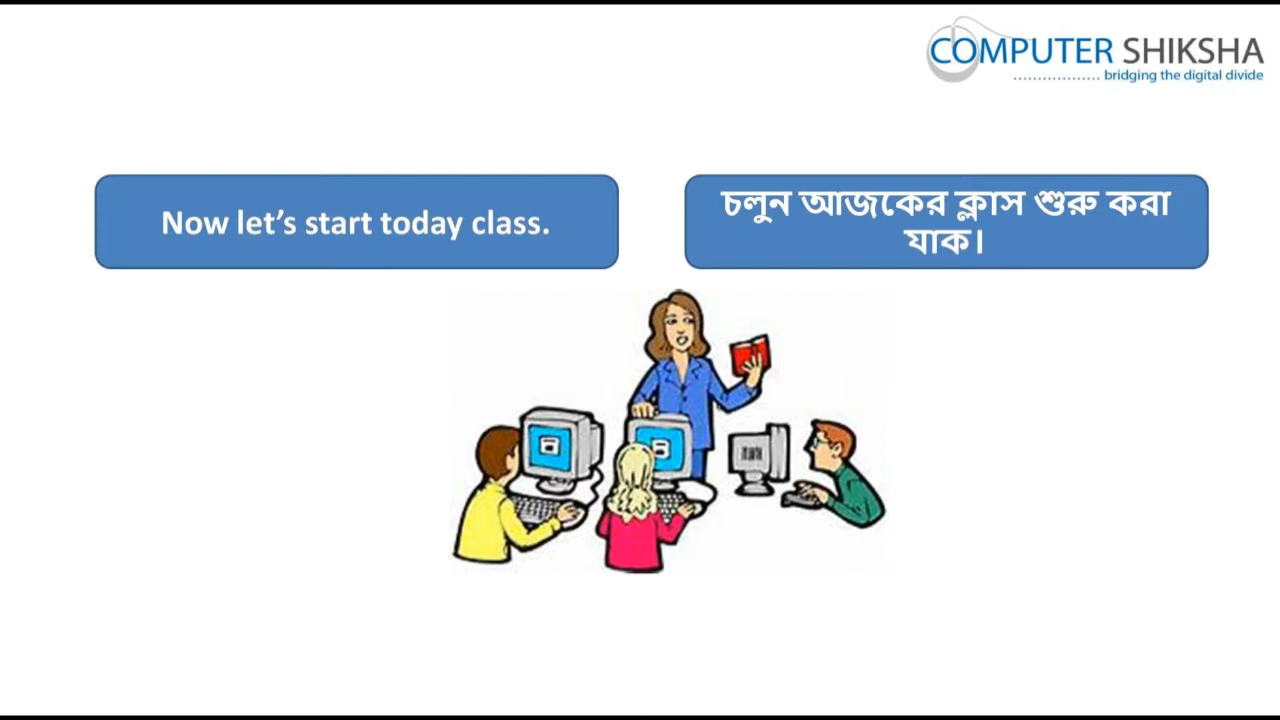 COMPUTER SHIKSHA
.................. bridging the digital divide
Now let’s start today class.
চলুন আজকের ক্লাস শুরু করা
যাক।